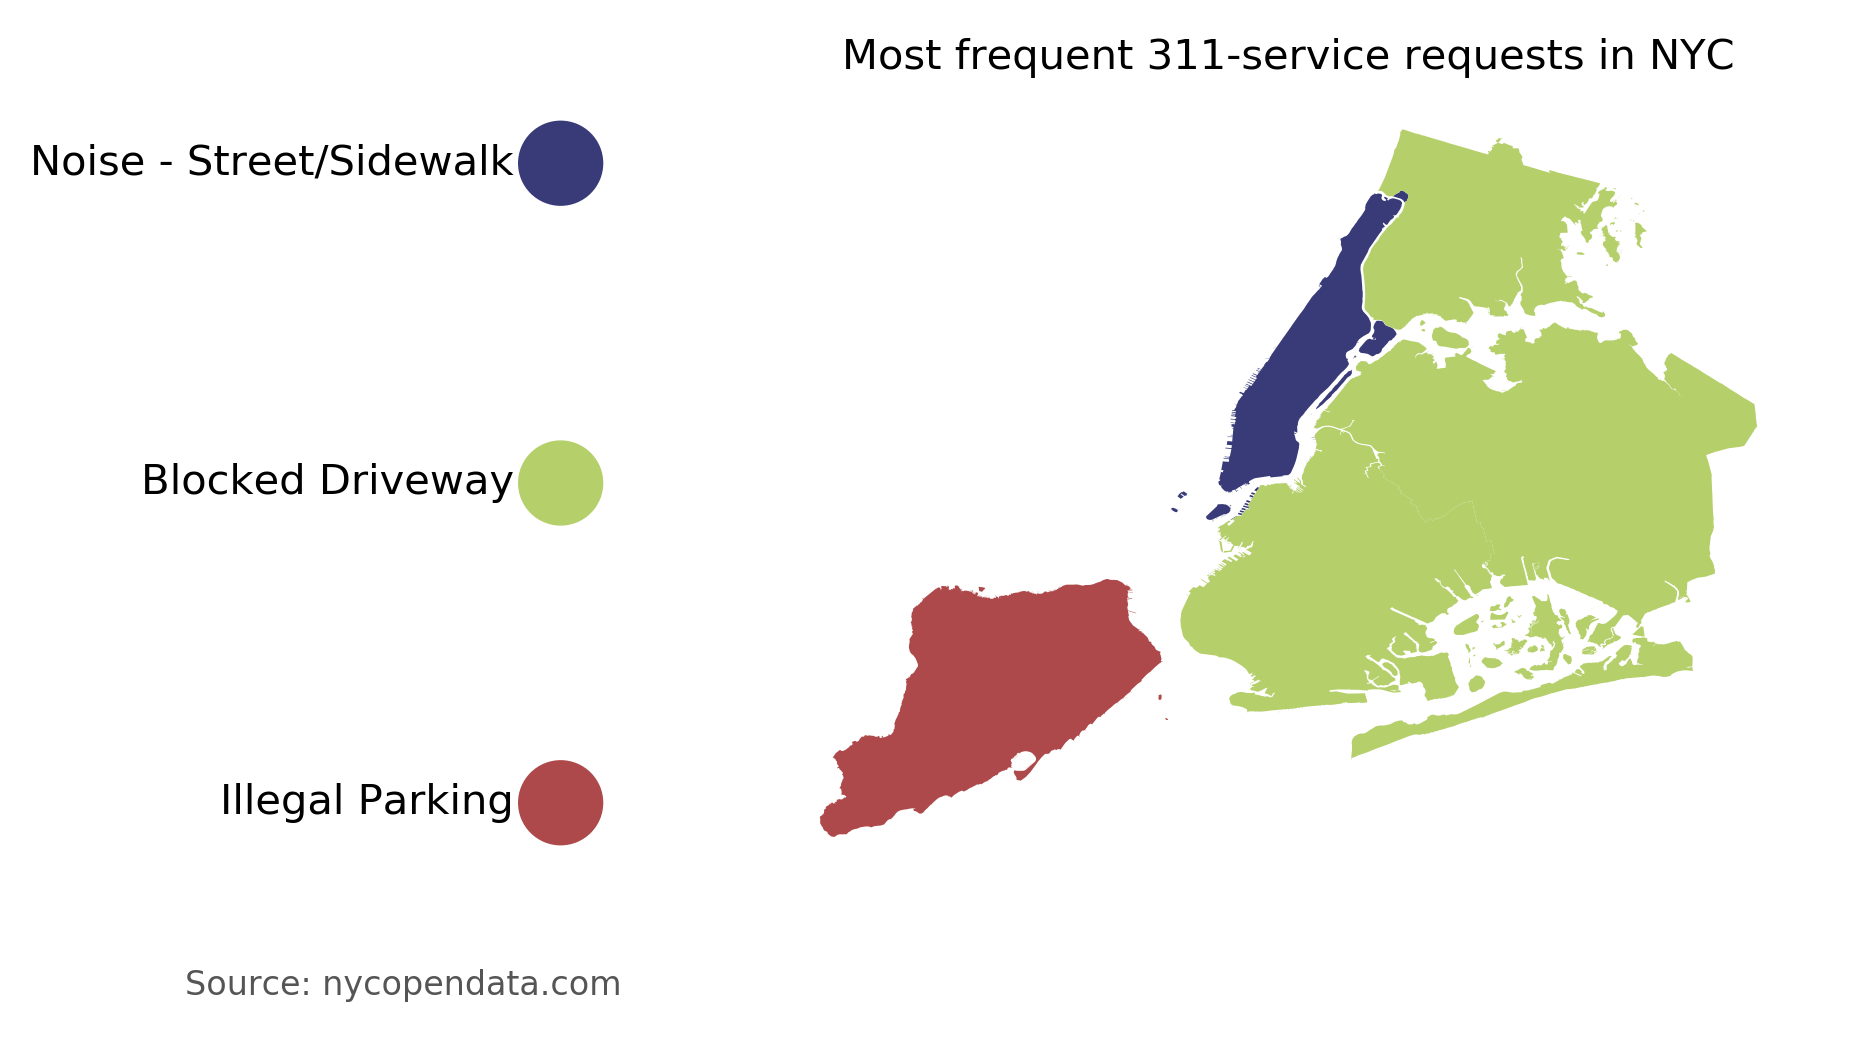 Most frequent 311-service requests in NYC
Noise - Street/Sidewalk
Blocked Driveway
Illegal Parking
Source: nycopendata.com